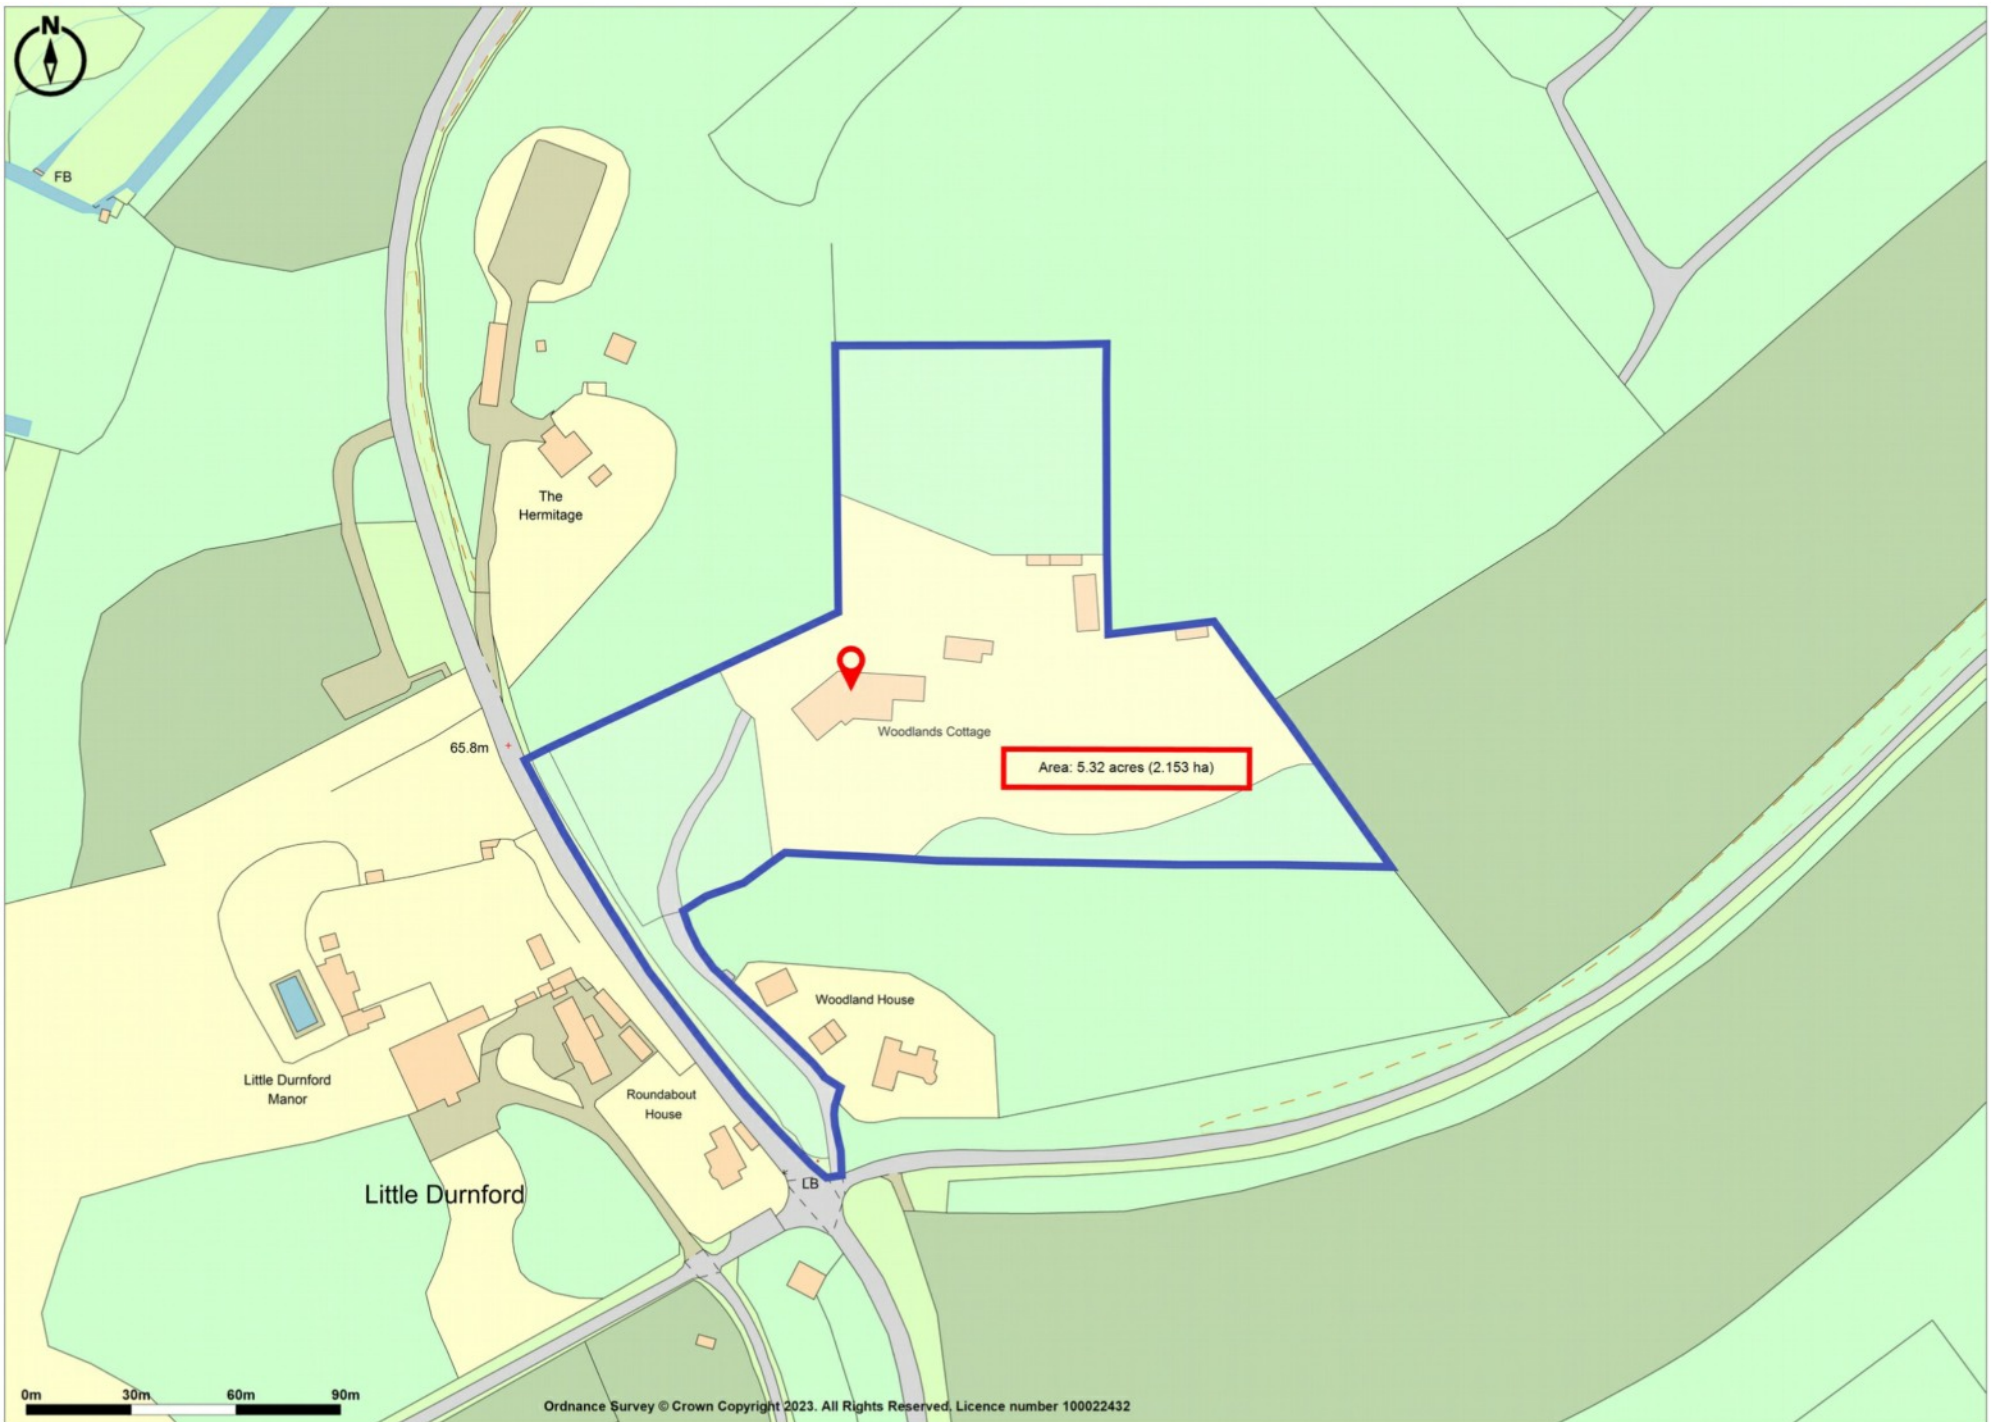 N
FB
The
Hermitage
65.8m
Woodlands Cottage
Area: 5.32 acres (2.153 ha)
Woodland House
Little Durnford
Manor
Roundabout
House
Little Durnford
LB
0m 30m 60m 90m
Ordnance Survey © Crown Copyright 2023. All Rights Reserved. Licence number 100022432